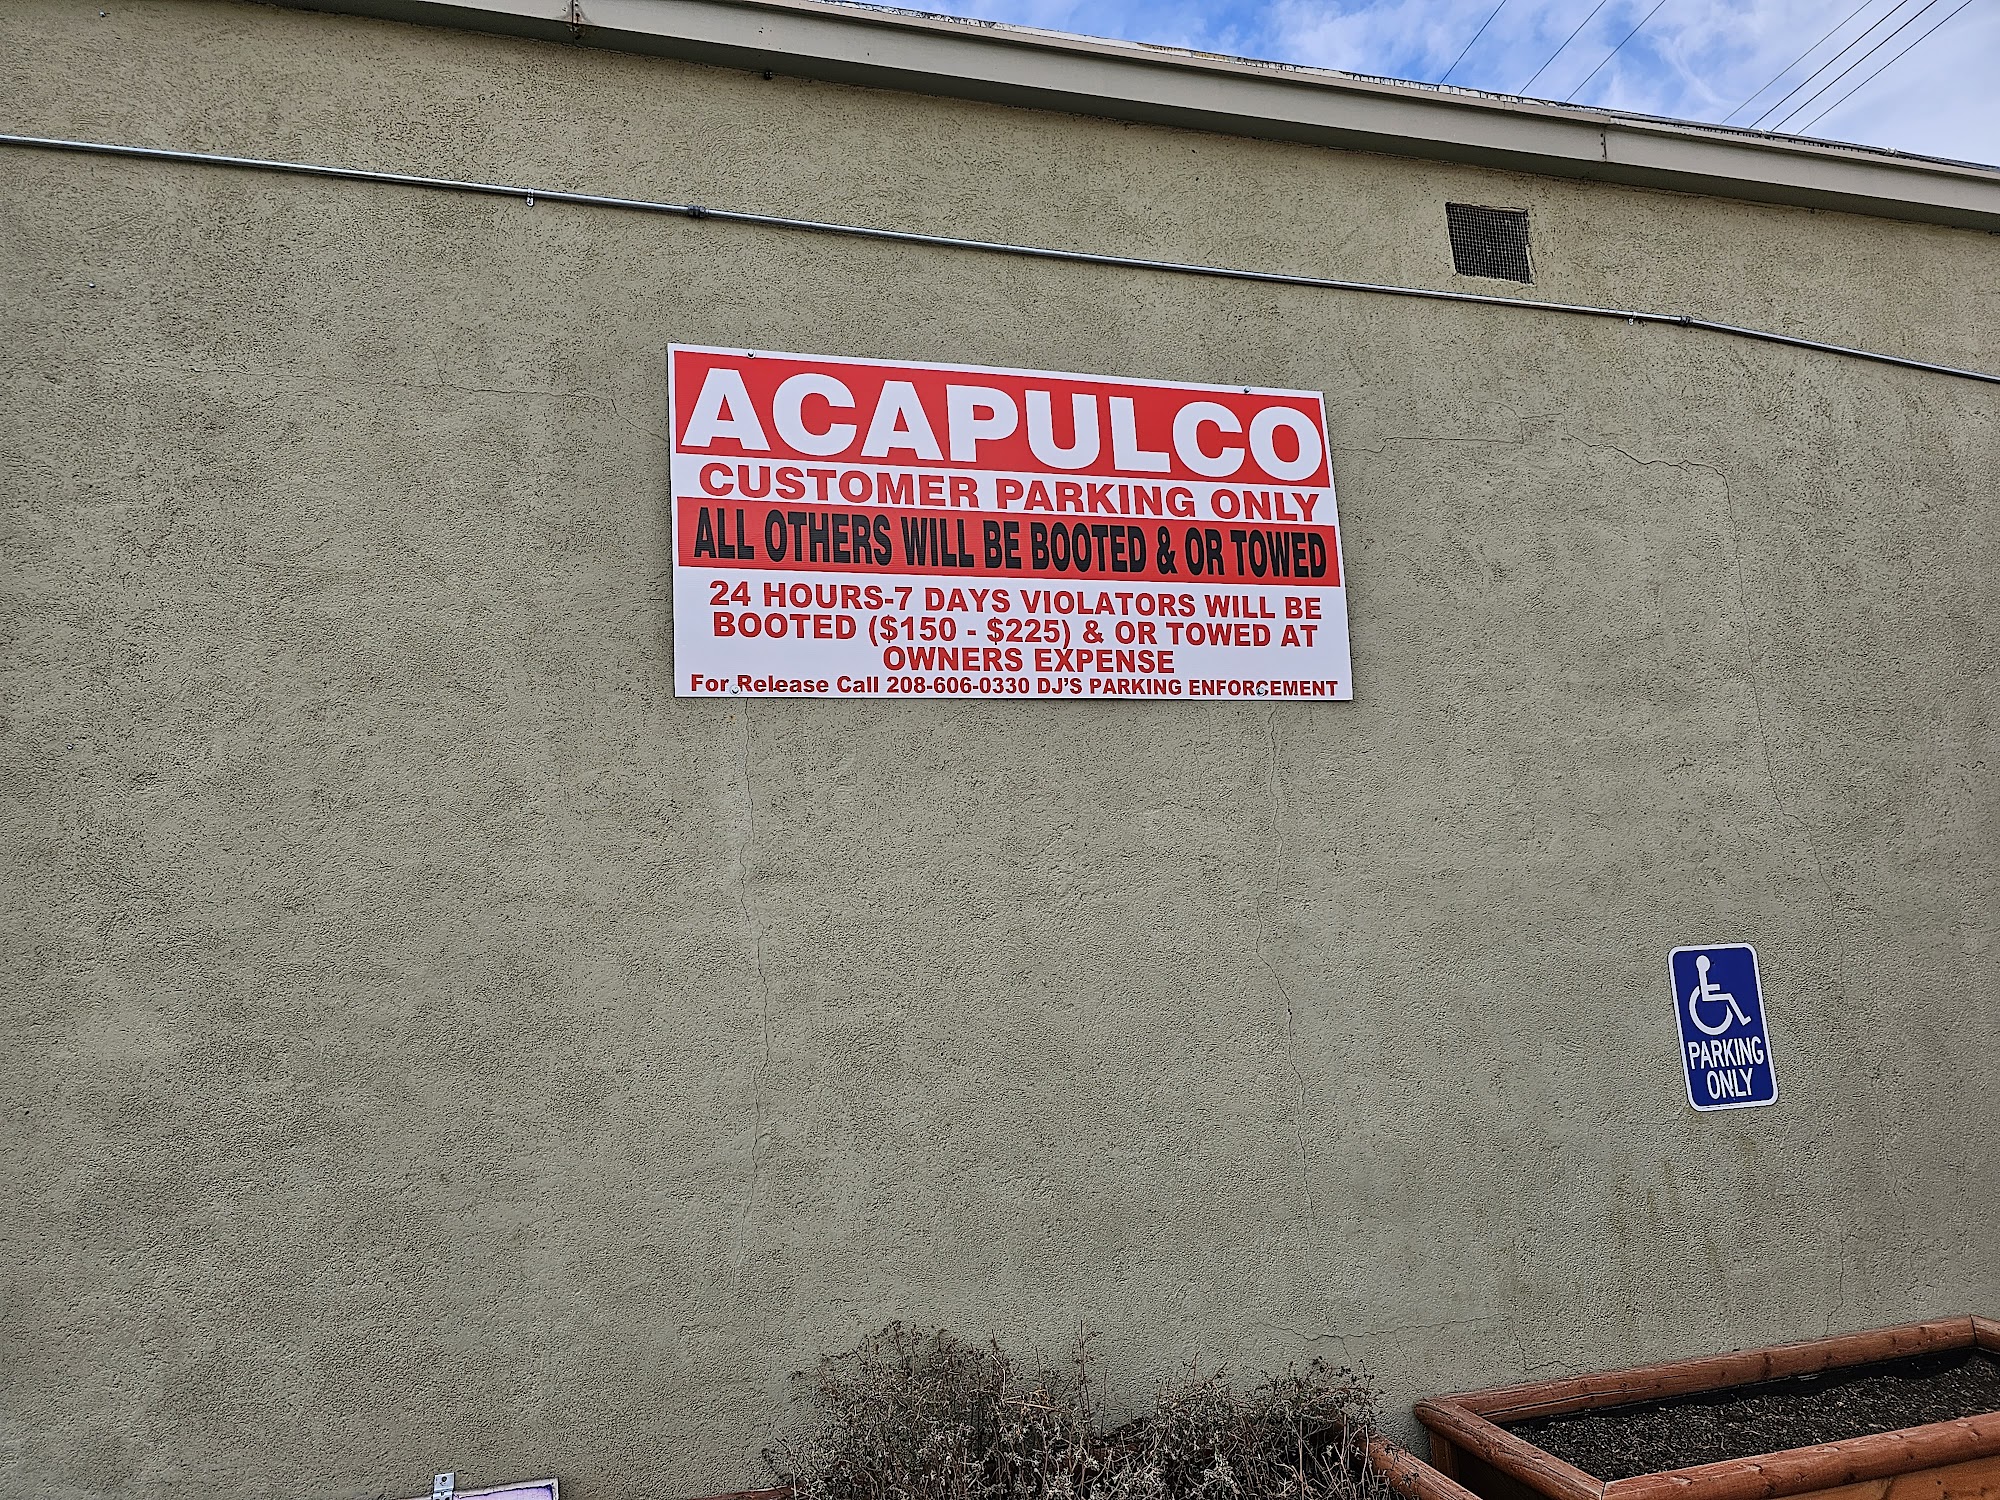 ACAPULCO
CUSTOMER PARKING ONLY
ALL OTHERS WILL BE BOOTED & OR TOWED
24 HOURS-7 DAYS VIOLATORS WILL BE
BOOTED ($150 - $225) & OR TOWED AT
OWNERS EXPENSE
For Release Call 208-606-0330 DJ'S PARKING ENFORCEMENT
PARKING
ONLY